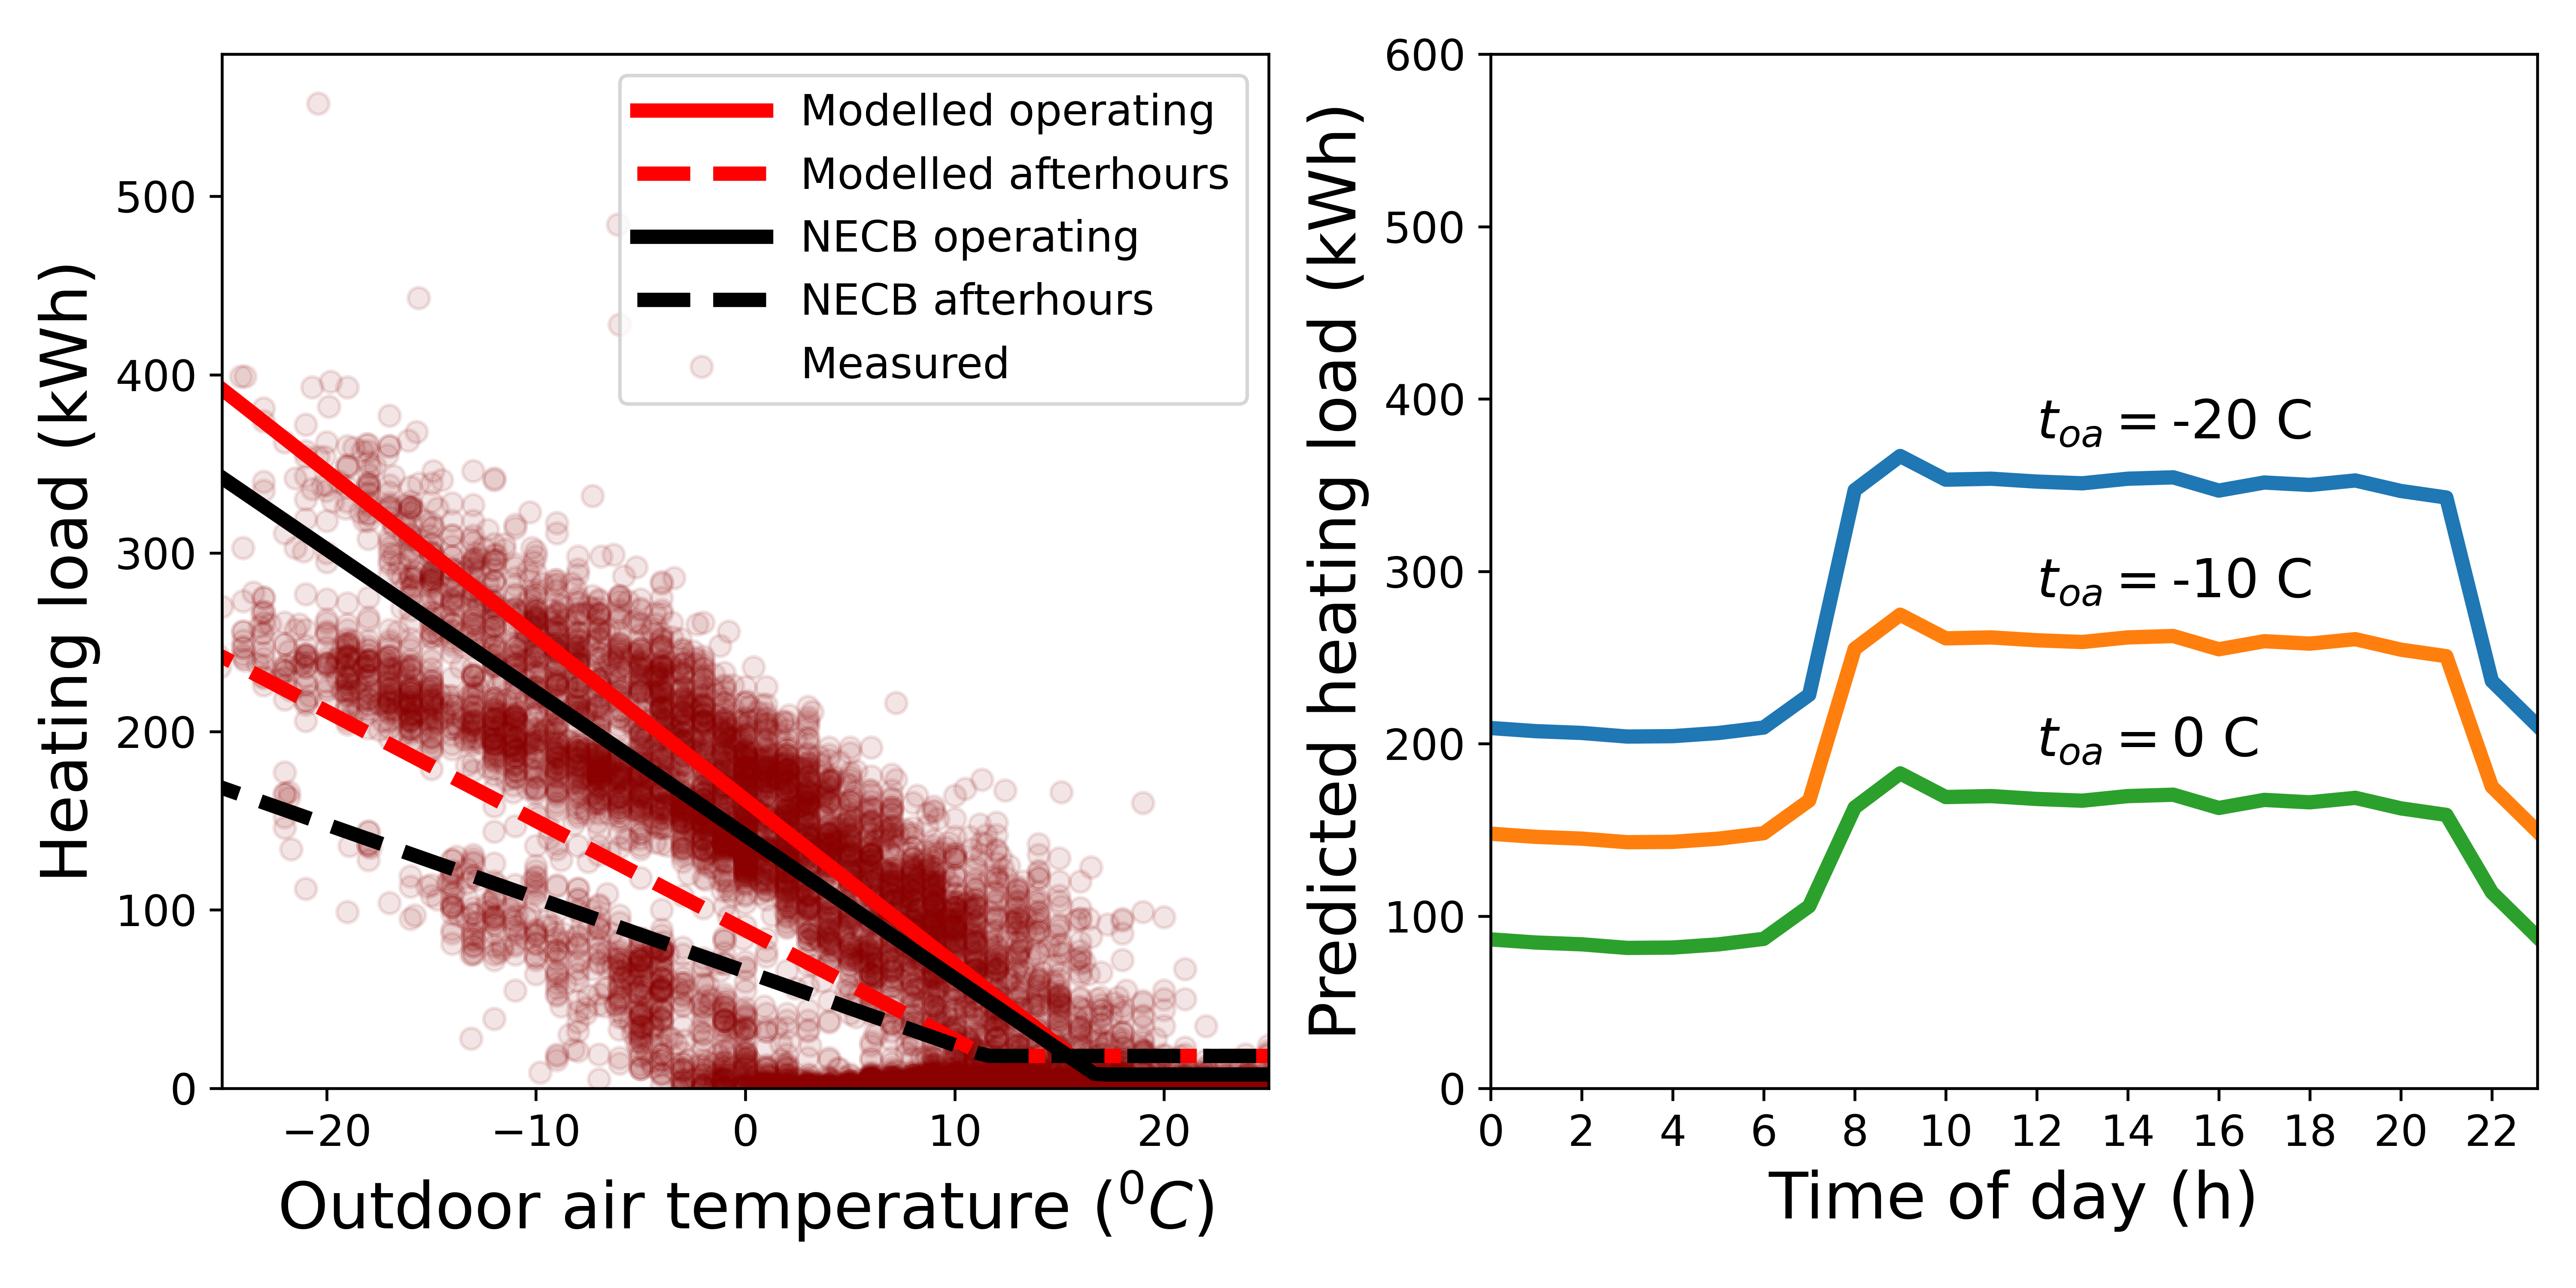 Heating load (kWh)
500
400
300
200
100
0
−20
−10
0
10
20
Outdoor air temperature (⁰C)
Modelled operating
Modelled afterhours
NECB operating
NECB afterhours
Measured
Predicted heating load (kWh)
600
500
400
300
200
100
0
t_oa = -20 C
t_oa = -10 C
t_oa = 0 C
0 2 4 6 8 10 12 14 16 18 20 22
Time of day (h)